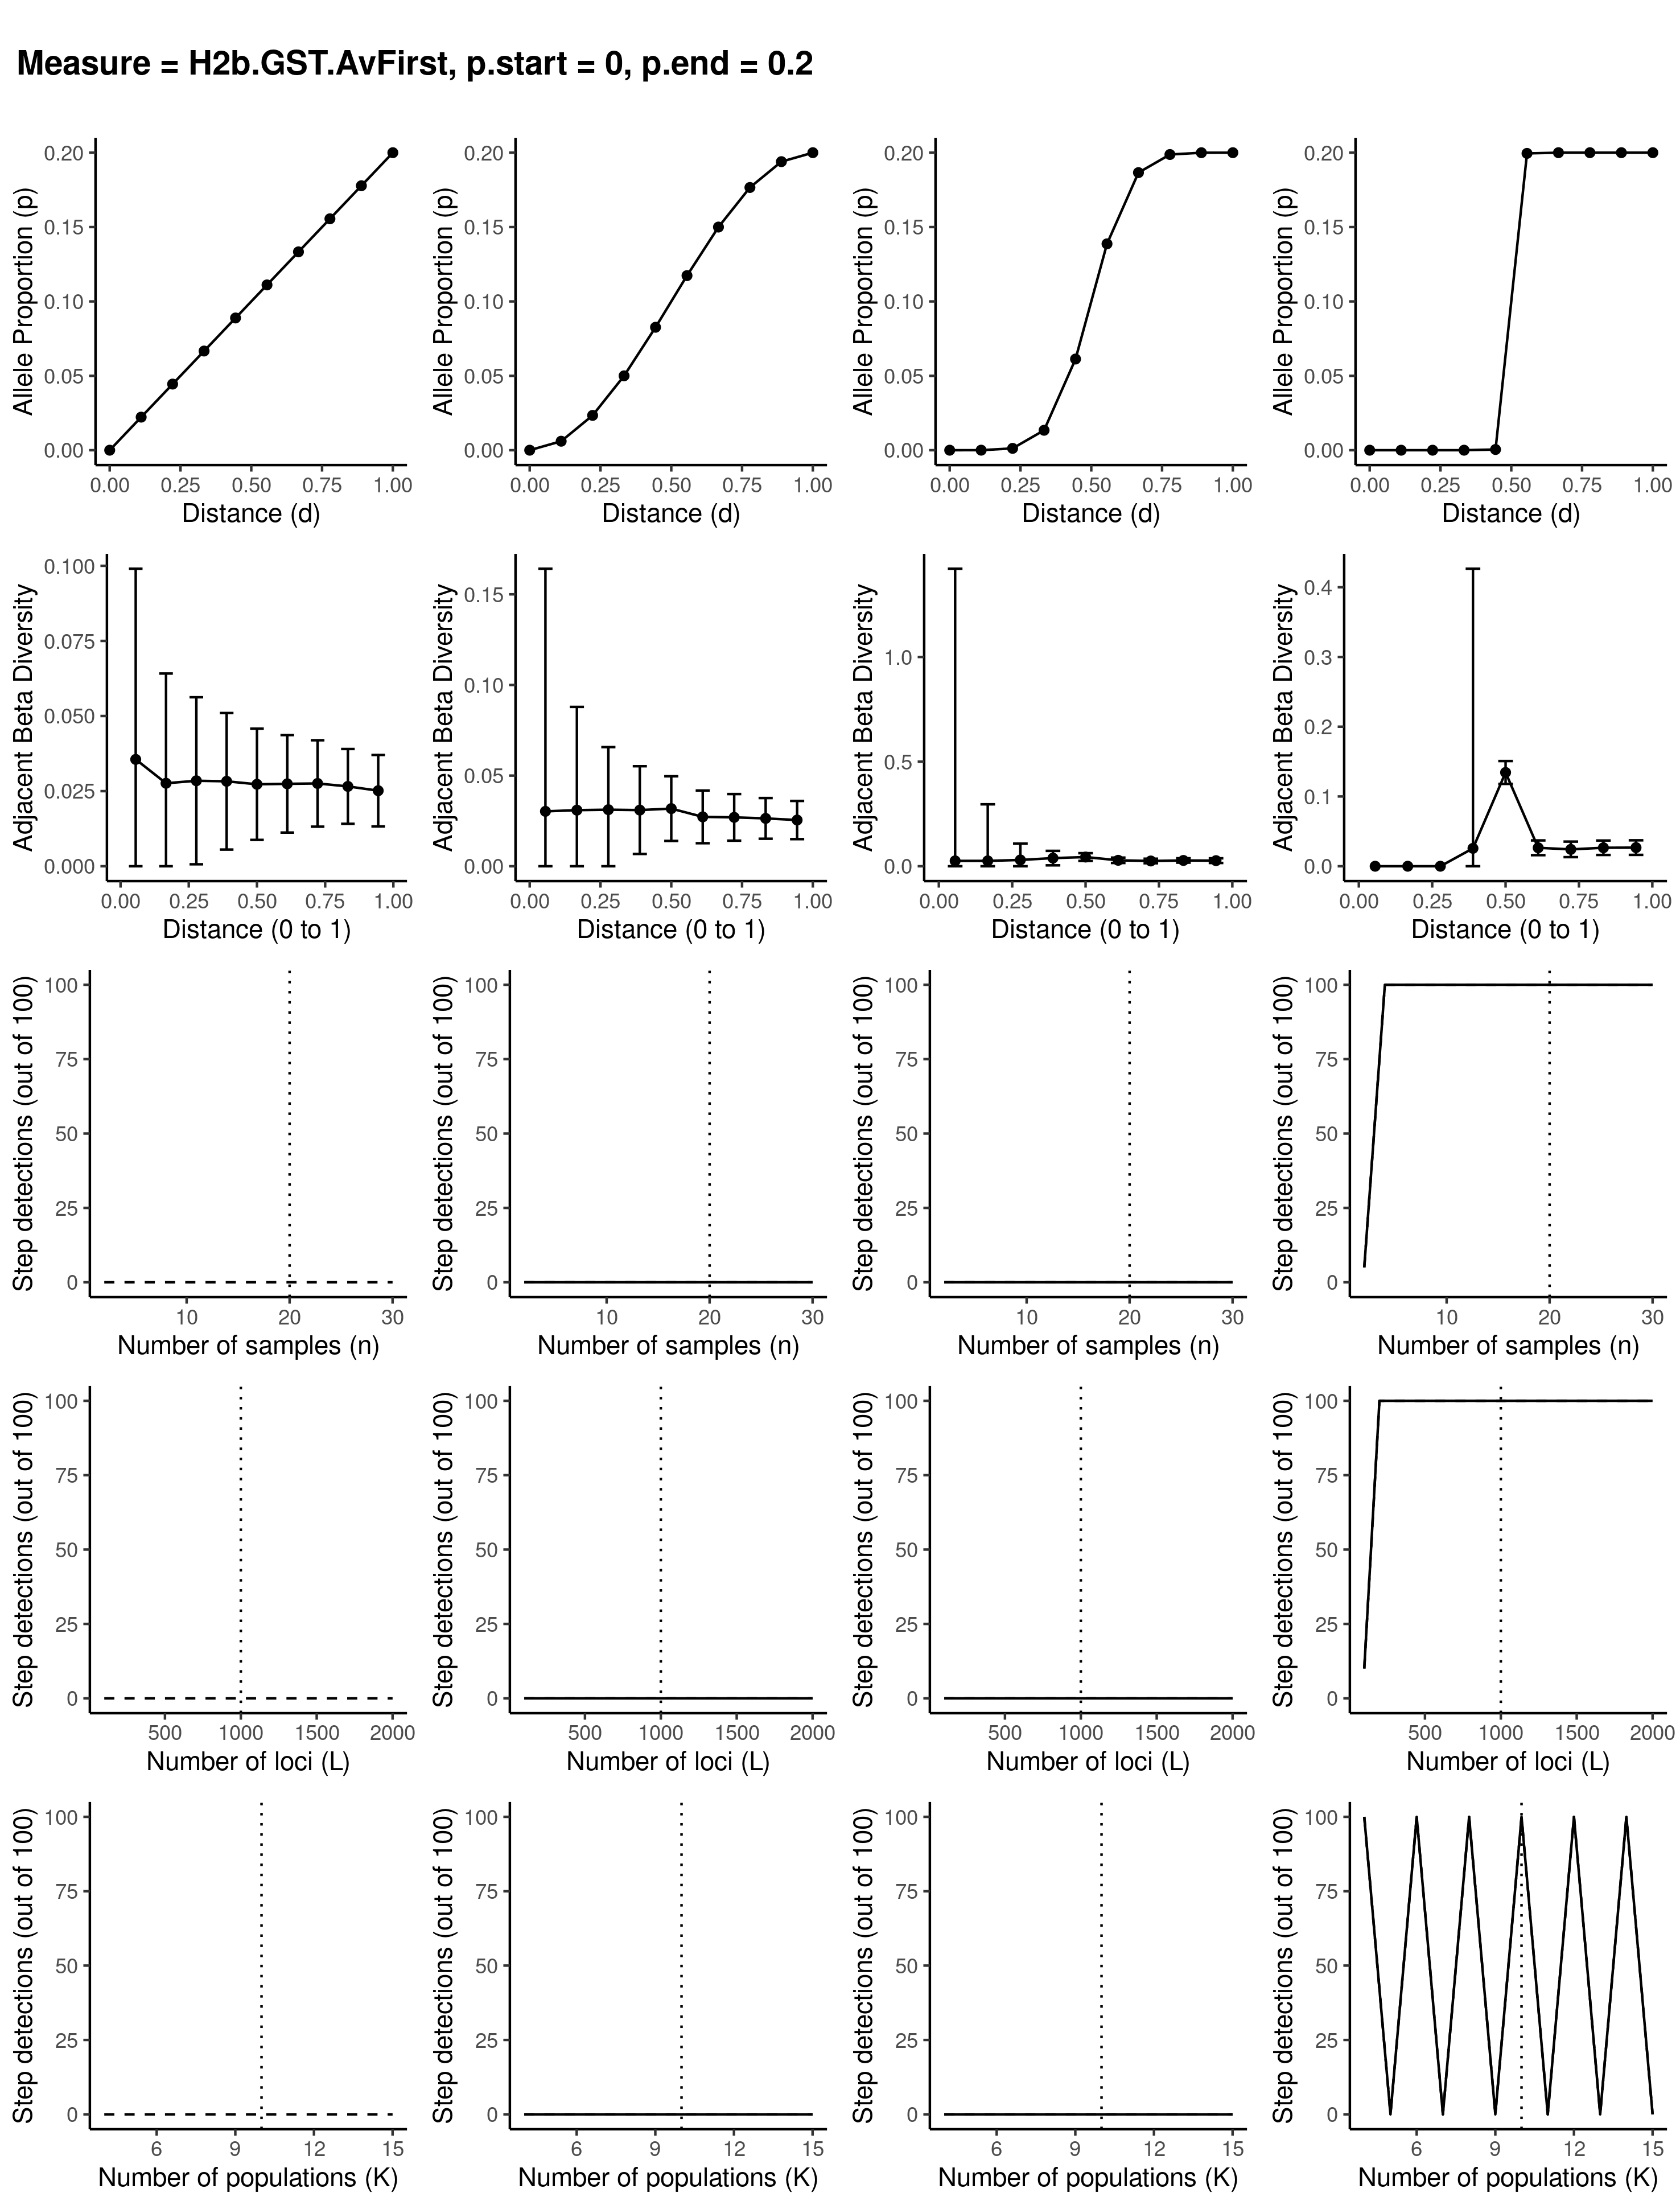 Measure = H2b.GST.AvFirst, p.start = 0, p.end = 0.2
Allele Proportion (p)
0.20
0.15
0.10
0.05
0.00
0.00 0.25 0.50 0.75 1.00
Distance (d)
Allele Proportion (p)
0.20
0.15
0.10
0.05
0.00
0.00 0.25 0.50 0.75 1.00
Distance (d)
Allele Proportion (p)
0.20
0.15
0.10
0.05
0.00
0.00 0.25 0.50 0.75 1.00
Distance (d)
Allele Proportion (p)
0.20
0.15
0.10
0.05
0.00
0.00 0.25 0.50 0.75 1.00
Distance (d)
Adjacent Beta Diversity
0.100
0.075
0.050
0.025
0.000
0.00 0.25 0.50 0.75 1.00
Distance (0 to 1)
Adjacent Beta Diversity
0.15
0.10
0.05
0.00
0.00 0.25 0.50 0.75 1.00
Distance (0 to 1)
Adjacent Beta Diversity
1.0
0.5
0.0
0.00 0.25 0.50 0.75 1.00
Distance (0 to 1)
Adjacent Beta Diversity
0.4
0.3
0.2
0.1
0.0
0.00 0.25 0.50 0.75 1.00
Distance (0 to 1)
Step detections (out of 100)
100
75
50
25
0
10 20 30
Number of samples (n)
Step detections (out of 100)
100
75
50
25
0
10 20 30
Number of samples (n)
Step detections (out of 100)
100
75
50
25
0
10 20 30
Number of samples (n)
Step detections (out of 100)
100
75
50
25
0
10 20 30
Number of samples (n)
Step detections (out of 100)
100
75
50
25
0
500 1000 1500 2000
Number of loci (L)
Step detections (out of 100)
100
75
50
25
0
500 1000 1500 2000
Number of loci (L)
Step detections (out of 100)
100
75
50
25
0
500 1000 1500 2000
Number of loci (L)
Step detections (out of 100)
100
75
50
25
0
500 1000 1500 2000
Number of loci (L)
Step detections (out of 100)
100
75
50
25
0
6 9 12 15
Number of populations (K)
Step detections (out of 100)
100
75
50
25
0
6 9 12 15
Number of populations (K)
Step detections (out of 100)
100
75
50
25
0
6 9 12 15
Number of populations (K)
Step detections (out of 100)
100
75
50
25
0
6 9 12 15
Number of populations (K)